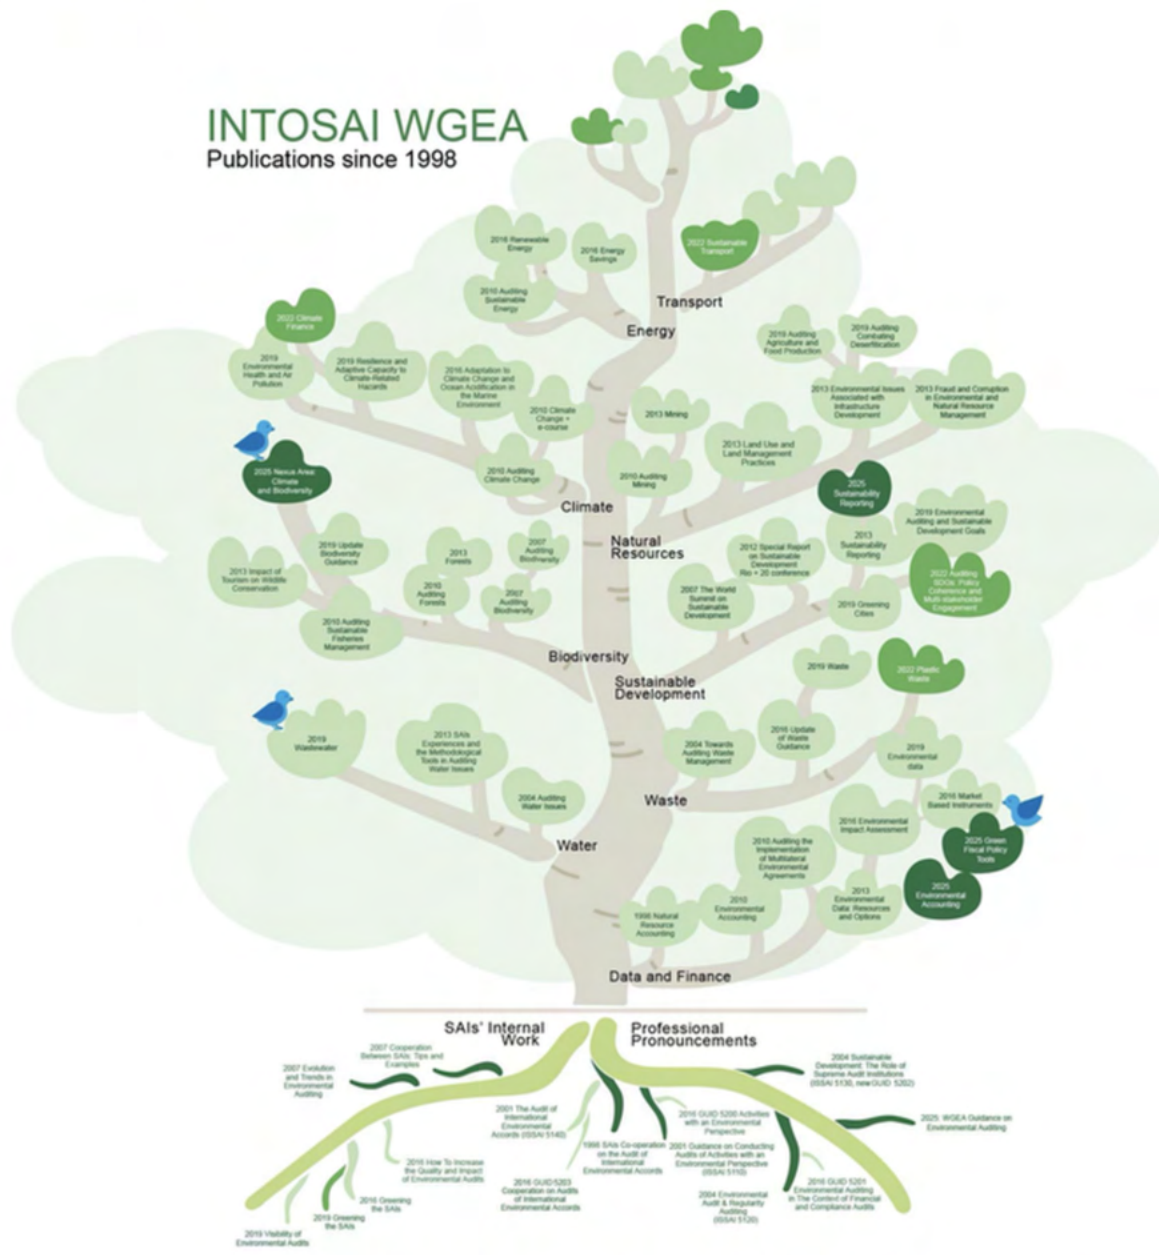 INTOSAI WGEA
Publications since 1998
2016 Renewable
Energy
2016 Energy
Savings
2022 Sustainable
Transport
2010 Auditing
Sustainable
Energy
Transport
Energy
2022 Climate
Finance
2019
Environmental
Health and Air
Pollution
2019 Resilience and
Adaptive Capacity to
Climate-Related
Hazards
2016 Adaptation to
Climate Change and
Ocean Acidification in
the Marine
Environment
2010 Climate
Change +
e-course
2010 Auditing
Climate Change
Climate
2019 Auditing
Agriculture and
Food Production
2019 Auditing
Combating
Desertification
2013 Environmental Issues
Associated with
Infrastructure
Development
2013 Fraud and Corruption
in Environmental and
Natural Resource
Management
2013 Mining
2013 Land Use and
Land Management
Practices
2010 Auditing
Mining
Natural
Resources
2025 Nexus Area:
Climate
and Biodiversity
2019 Update
Biodiversity
Guidance
2013 Impact of
Tourism on Wildlife
Conservation
2013
Forests
2007
Auditing
Biodiversity
2010
Auditing
Forests
2007
Auditing
Biodiversity
2010 Auditing
Sustainable
Fisheries
Management
Biodiversity
2025
Sustainability
Reporting
2019 Environmental
Auditing and Sustainable
Development Goals
2013
Sustainability
Reporting
2012 Special Report
on Sustainable
Development
Rio + 20 conference
2022 Auditing
SDGs: Policy
Coherence and
Multi-stakeholder
Engagement
2007 The World
Summit on
Sustainable
Development
2019 Greening
Cities
Sustainable
Development
2019 Waste
2022 Plastic
Waste
2004 Towards
Auditing Waste
Management
2016 Update
of Waste
Guidance
Waste
2019
Wastewater
2013 SAIs
Experiences and
the Methodological
Tools in Auditing
Water Issues
2004 Auditing
Water Issues
Water
2019
Environmental
data
2016 Market
Based Instruments
2016 Environmental
Impact Assessment
2025 Green
Fiscal Policy
Tools
2010 Auditing the
Implementation
of Multilateral
Environmental
Agreements
2025
Environmental
Accounting
2013
Environmental
Data: Resources
and Options
2010
Environmental
Accounting
1998 Natural
Resource
Accounting
Data and Finance
SAIs' Internal
Work
2007 Cooperation
Between SAIs: Tips and
Examples
2007 Evolution
and Trends in
Environmental
Auditing
2016 How To Increase
the Quality and Impact
of Environmental Audits
2016 Greening
the SAIs
2019 Greening
the SAIs
2019 Visibility of
Environmental Audits
Professional
Pronouncements
2004 Sustainable
Development: The Role of
Supreme Audit Institutions
(ISSAI 5130, new GUID 5202)
2025: WGEA Guidance on
Environmental Auditing
2001 The Audit of
International
Environmental
Accords (ISSAI 5140)
2016 GUID 5203
Cooperation on Audits
of International
Environmental Accords
1998 SAIs Co-operation
on the Audit of
International
Environmental Accords
2016 GUID 5200 Activities
with an Environmental
Perspective
2001 Guidance on Conducting
Audits of Activities with an
Environmental Perspective
(ISSAI 5110)
2004 Environmental
Audit & Regularity
Auditing
(ISSAI 5120)
2016 GUID 5201
Environmental Auditing
in The Context of Financial
and Compliance Audits